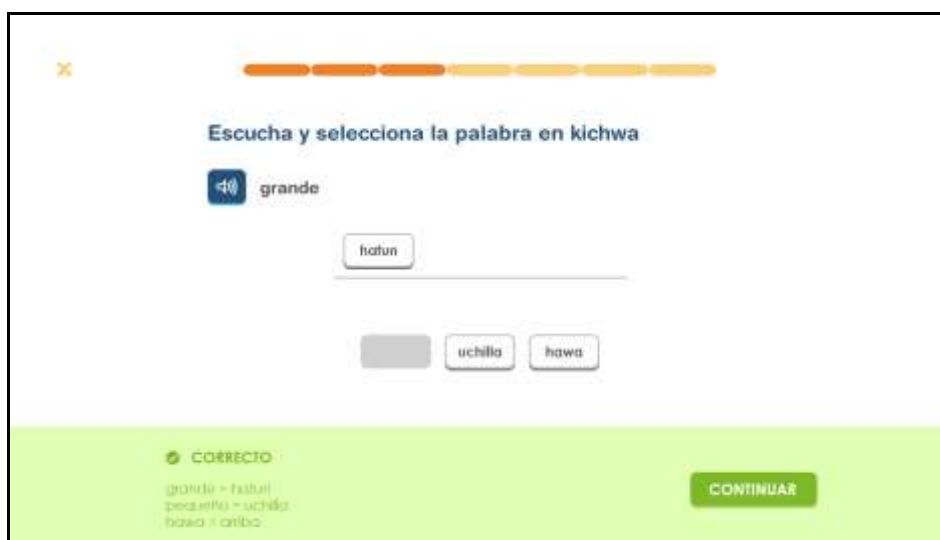 Escucha y selecciona la palabra en kichwa
grande
hatun
uchilla hawa
CORRECTO
grande = hatun
pequeño = uchilla
hawa = arriba
CONTINUAR